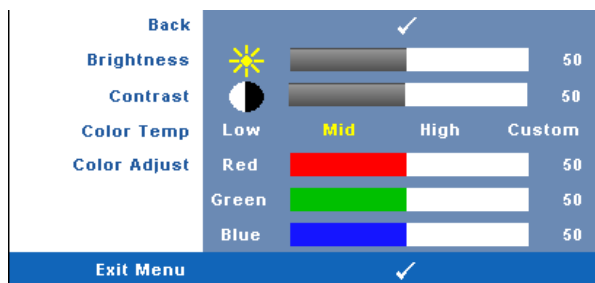 Back
Brightness 50
Contrast 50
Color Temp Low Mid High Custom
Color Adjust Red 50
Green 50
Blue 50
Exit Menu